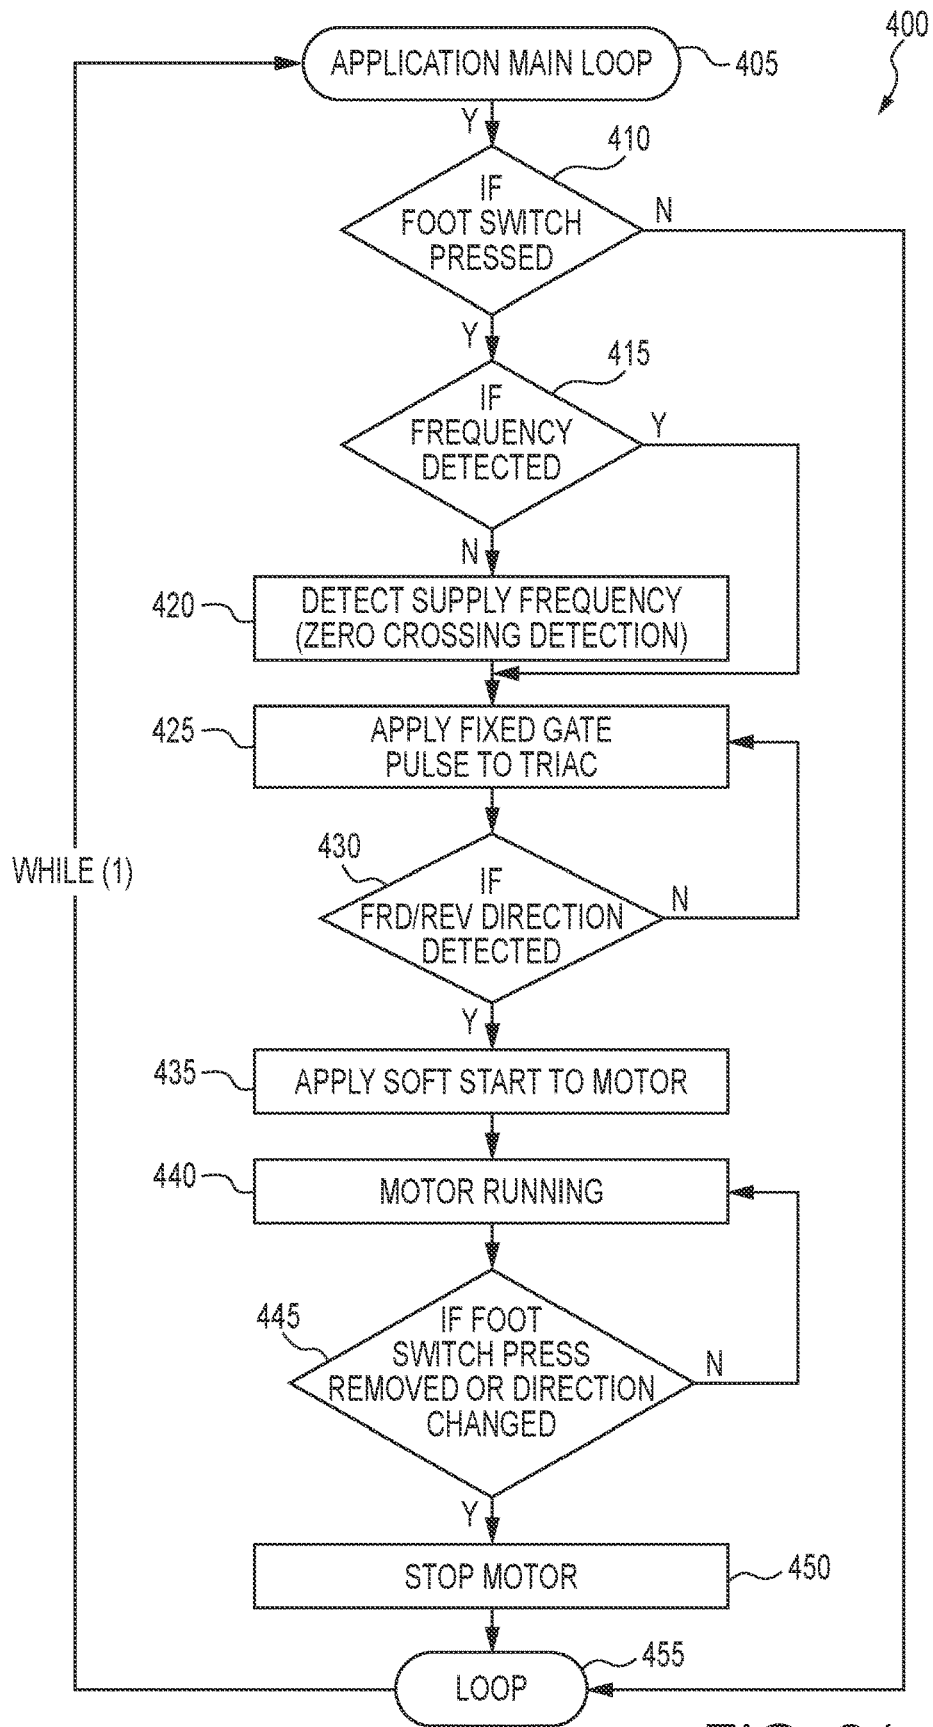 400
APPLICATION MAIN LOOP
405
Y
410
IF
FOOT SWITCH
PRESSED
N
Y
415
IF
FREQUENCY
DETECTED
Y
N
420
DETECT SUPPLY FREQUENCY
(ZERO CROSSING DETECTION)
425
APPLY FIXED GATE
PULSE TO TRIAC
WHILE (1)
430
IF
FRD/REV DIRECTION
DETECTED
N
Y
435
APPLY SOFT START TO MOTOR
440
MOTOR RUNNING
445
IF FOOT
SWITCH PRESS
REMOVED OR DIRECTION
CHANGED
N
Y
STOP MOTOR
450
455
LOOP